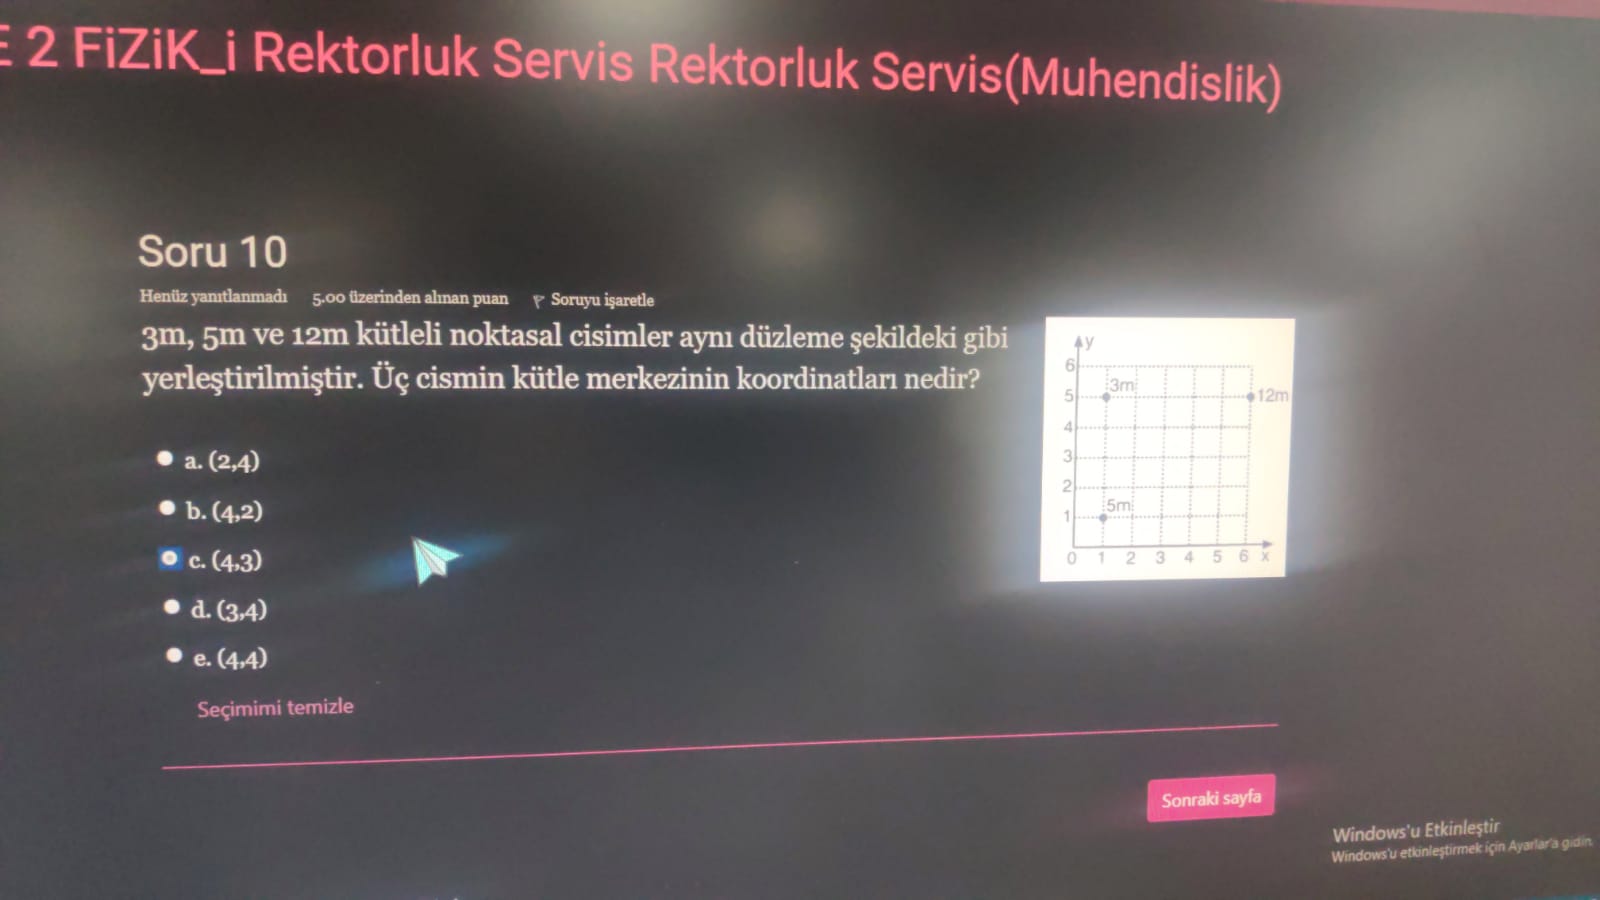 2 FiZiK_i Rektorluk Servis Rektorluk Servis(Muhendislik)
Soru 10
Henüz yanıtlanmadı 5.00 üzerinden alınan puan Soruyu işaretle
3m, 5m ve 12m kütleli noktasal cisimler aynı düzleme şekildeki gibi
yerleştirilmiştir. Üç cismin kütle merkezinin koordinatları nedir?
a. (2,4)
b. (4,2)
c. (4,3)
d. (3,4)
e. (4,4)
Seçimimi temizle
y
6
3m
5
12m
4
3
2
5m
1
0 1 2 3 4 5 6 x
Sonraki sayfa
Windows'u Etkinleştir
Windows'u etkinleştirmek için Ayarlar'a gidin.